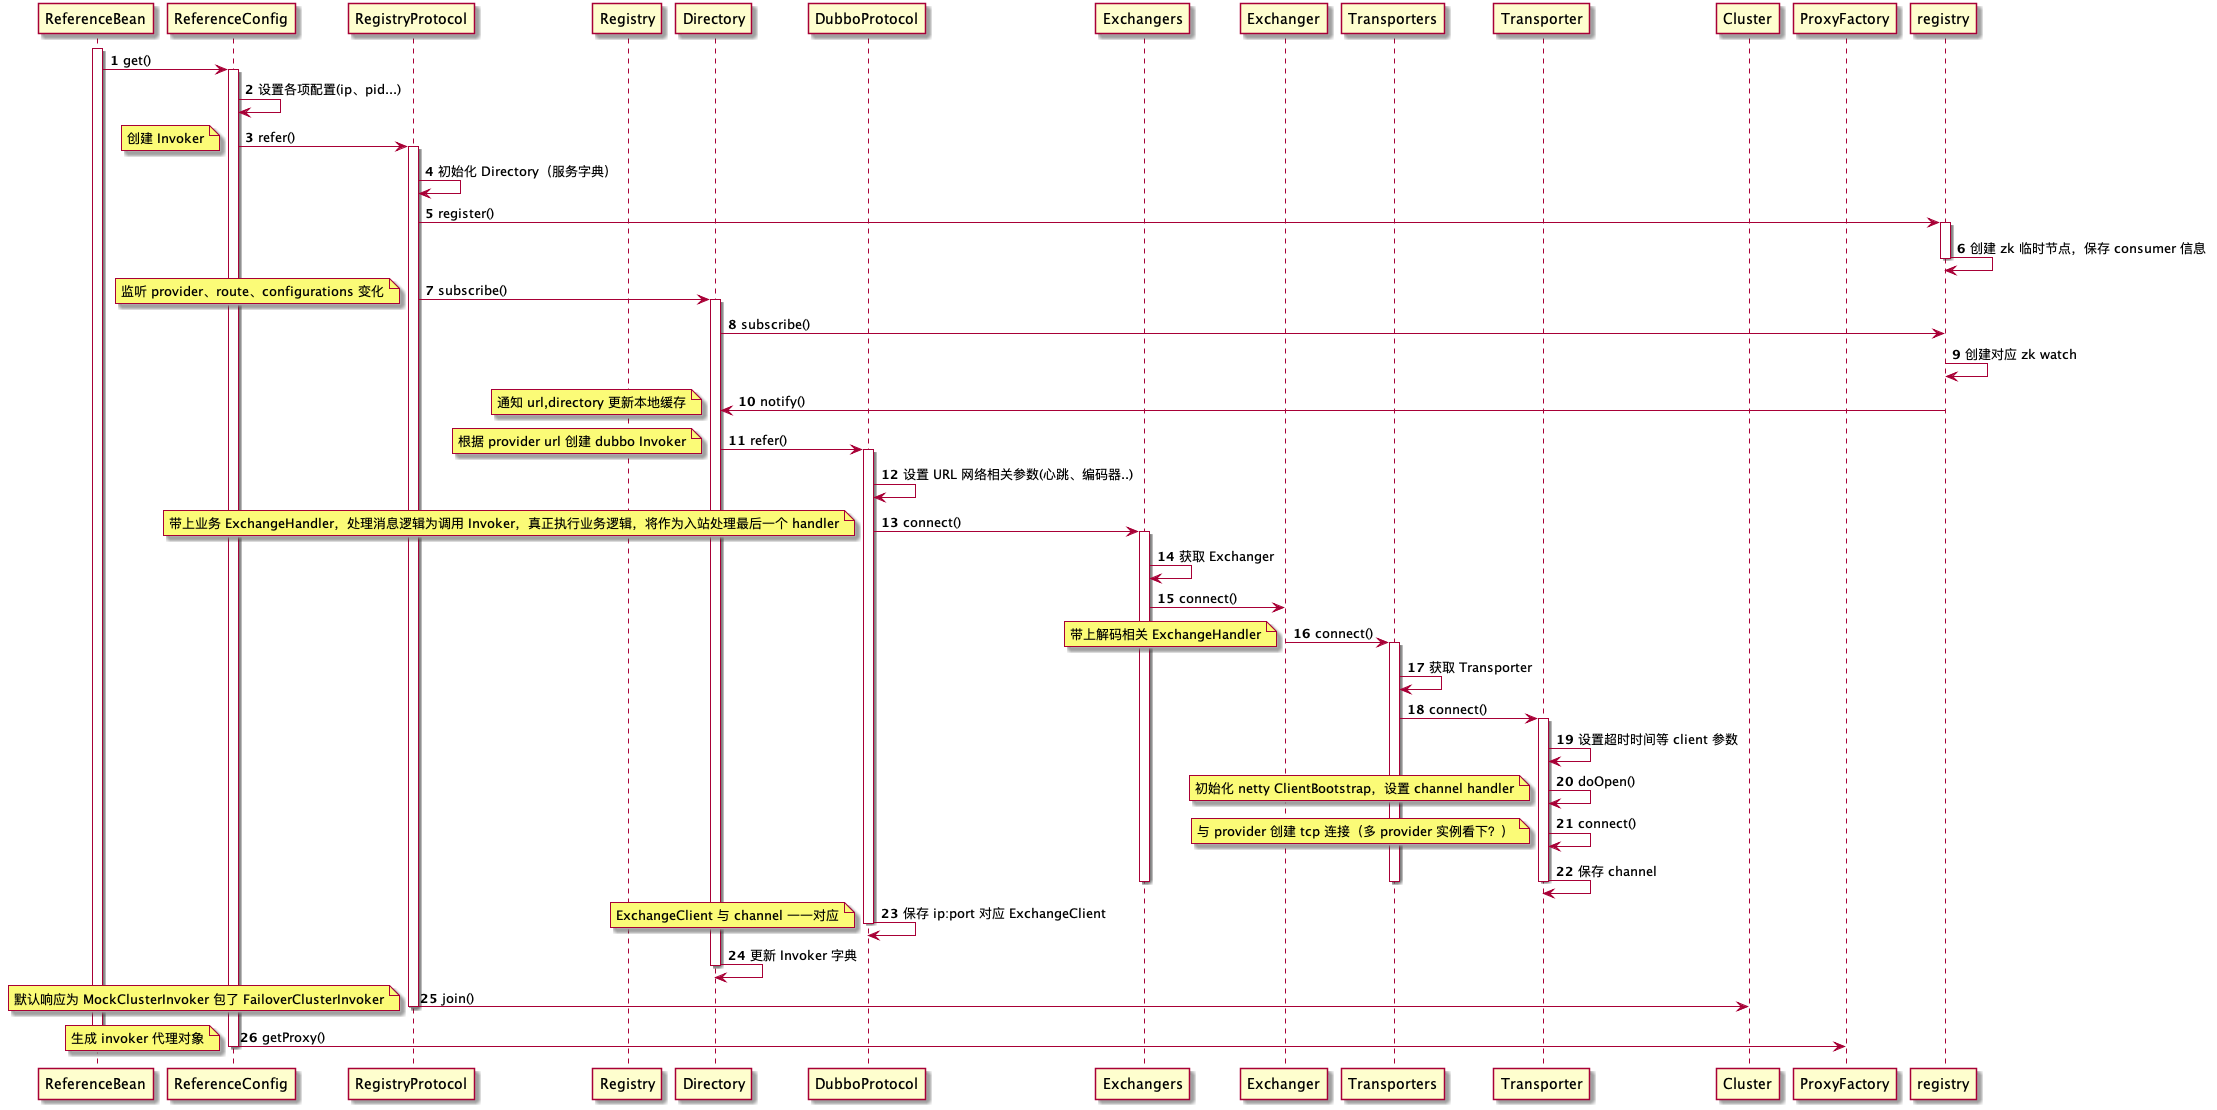 ReferenceBean
ReferenceConfig
RegistryProtocol
Registry
Directory
DubboProtocol
Exchangers
Exchanger
Transporters
Transporter
Cluster
ProxyFactory
registry
1 get()
2 设置各项配置(ip、pid...)
创建 Invoker
3 refer()
4 初始化 Directory（服务字典）
5 register()
6 创建 zk 临时节点，保存 consumer 信息
监听 provider、route、configurations 变化
7 subscribe()
8 subscribe()
9 创建对应 zk watch
通知 url,directory 更新本地缓存
10 notify()
根据 provider url 创建 dubbo Invoker
11 refer()
12 设置 URL 网络相关参数(心跳、编码器..)
带上业务 ExchangeHandler，处理消息逻辑为调用 Invoker，真正执行业务逻辑，将作为入站处理最后一个 handler
13 connect()
14 获取 Exchanger
15 connect()
带上解码相关 ExchangeHandler
16 connect()
17 获取 Transporter
18 connect()
19 设置超时时间等 client 参数
初始化 netty ClientBootstrap，设置 channel handler
20 doOpen()
与 provider 创建 tcp 连接（多 provider 实例看下？）
21 connect()
22 保存 channel
ExchangeClient 与 channel 一一对应
23 保存 ip:port 对应 ExchangeClient
24 更新 Invoker 字典
默认响应为 MockClusterInvoker 包了 FailoverClusterInvoker
25 join()
生成 invoker 代理对象
26 getProxy()
ReferenceBean
ReferenceConfig
RegistryProtocol
Registry
Directory
DubboProtocol
Exchangers
Exchanger
Transporters
Transporter
Cluster
ProxyFactory
registry